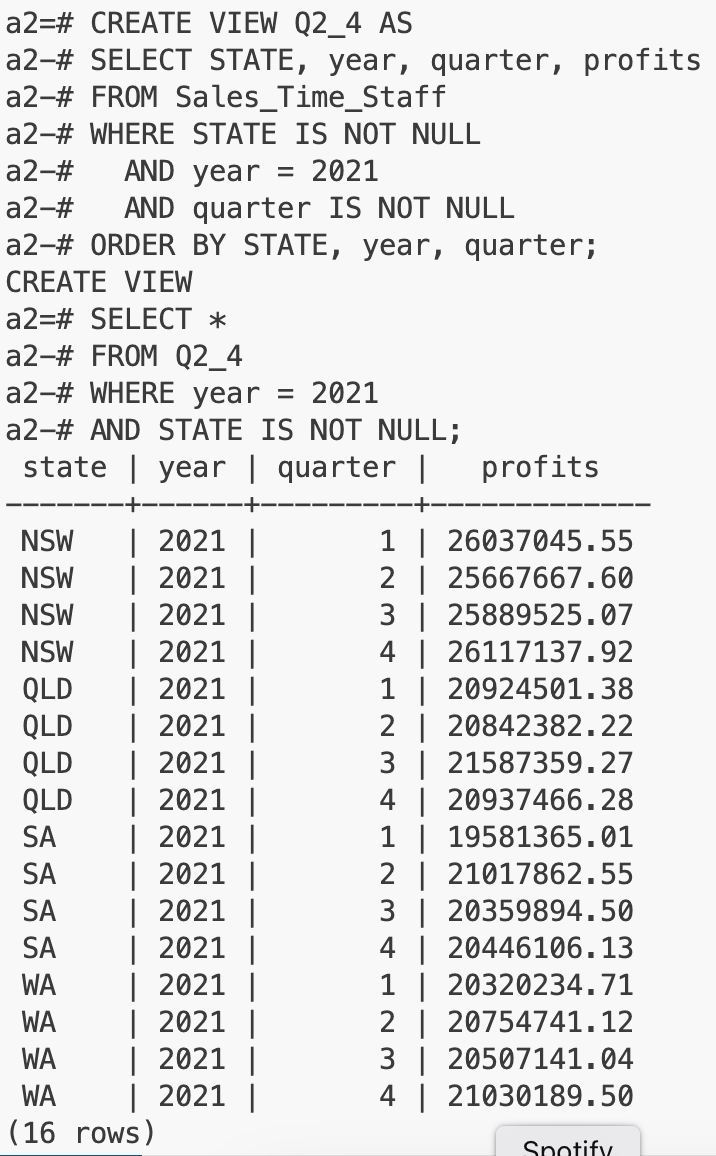 a2=# CREATE VIEW Q2_4 AS
a2-# SELECT STATE, year, quarter, profits
a2-# FROM Sales_Time_Staff
a2-# WHERE STATE IS NOT NULL
a2-#   AND year = 2021
a2-#   AND quarter IS NOT NULL
a2-# ORDER BY STATE, year, quarter;
CREATE VIEW
a2=# SELECT *
a2-# FROM Q2_4
a2-# WHERE year = 2021
a2-# AND STATE IS NOT NULL;
 state | year | quarter |   profits
-------+------+---------+-------------
 NSW   | 2021 |       1 | 26037045.55
 NSW   | 2021 |       2 | 25667667.60
 NSW   | 2021 |       3 | 25889525.07
 NSW   | 2021 |       4 | 26117137.92
 QLD   | 2021 |       1 | 20924501.38
 QLD   | 2021 |       2 | 20842382.22
 QLD   | 2021 |       3 | 21587359.27
 QLD   | 2021 |       4 | 20937466.28
 SA    | 2021 |       1 | 19581365.01
 SA    | 2021 |       2 | 21017862.55
 SA    | 2021 |       3 | 20359894.50
 SA    | 2021 |       4 | 20446106.13
 WA    | 2021 |       1 | 20320234.71
 WA    | 2021 |       2 | 20754741.12
 WA    | 2021 |       3 | 20507141.04
 WA    | 2021 |       4 | 21030189.50
(16 rows)
Spotify